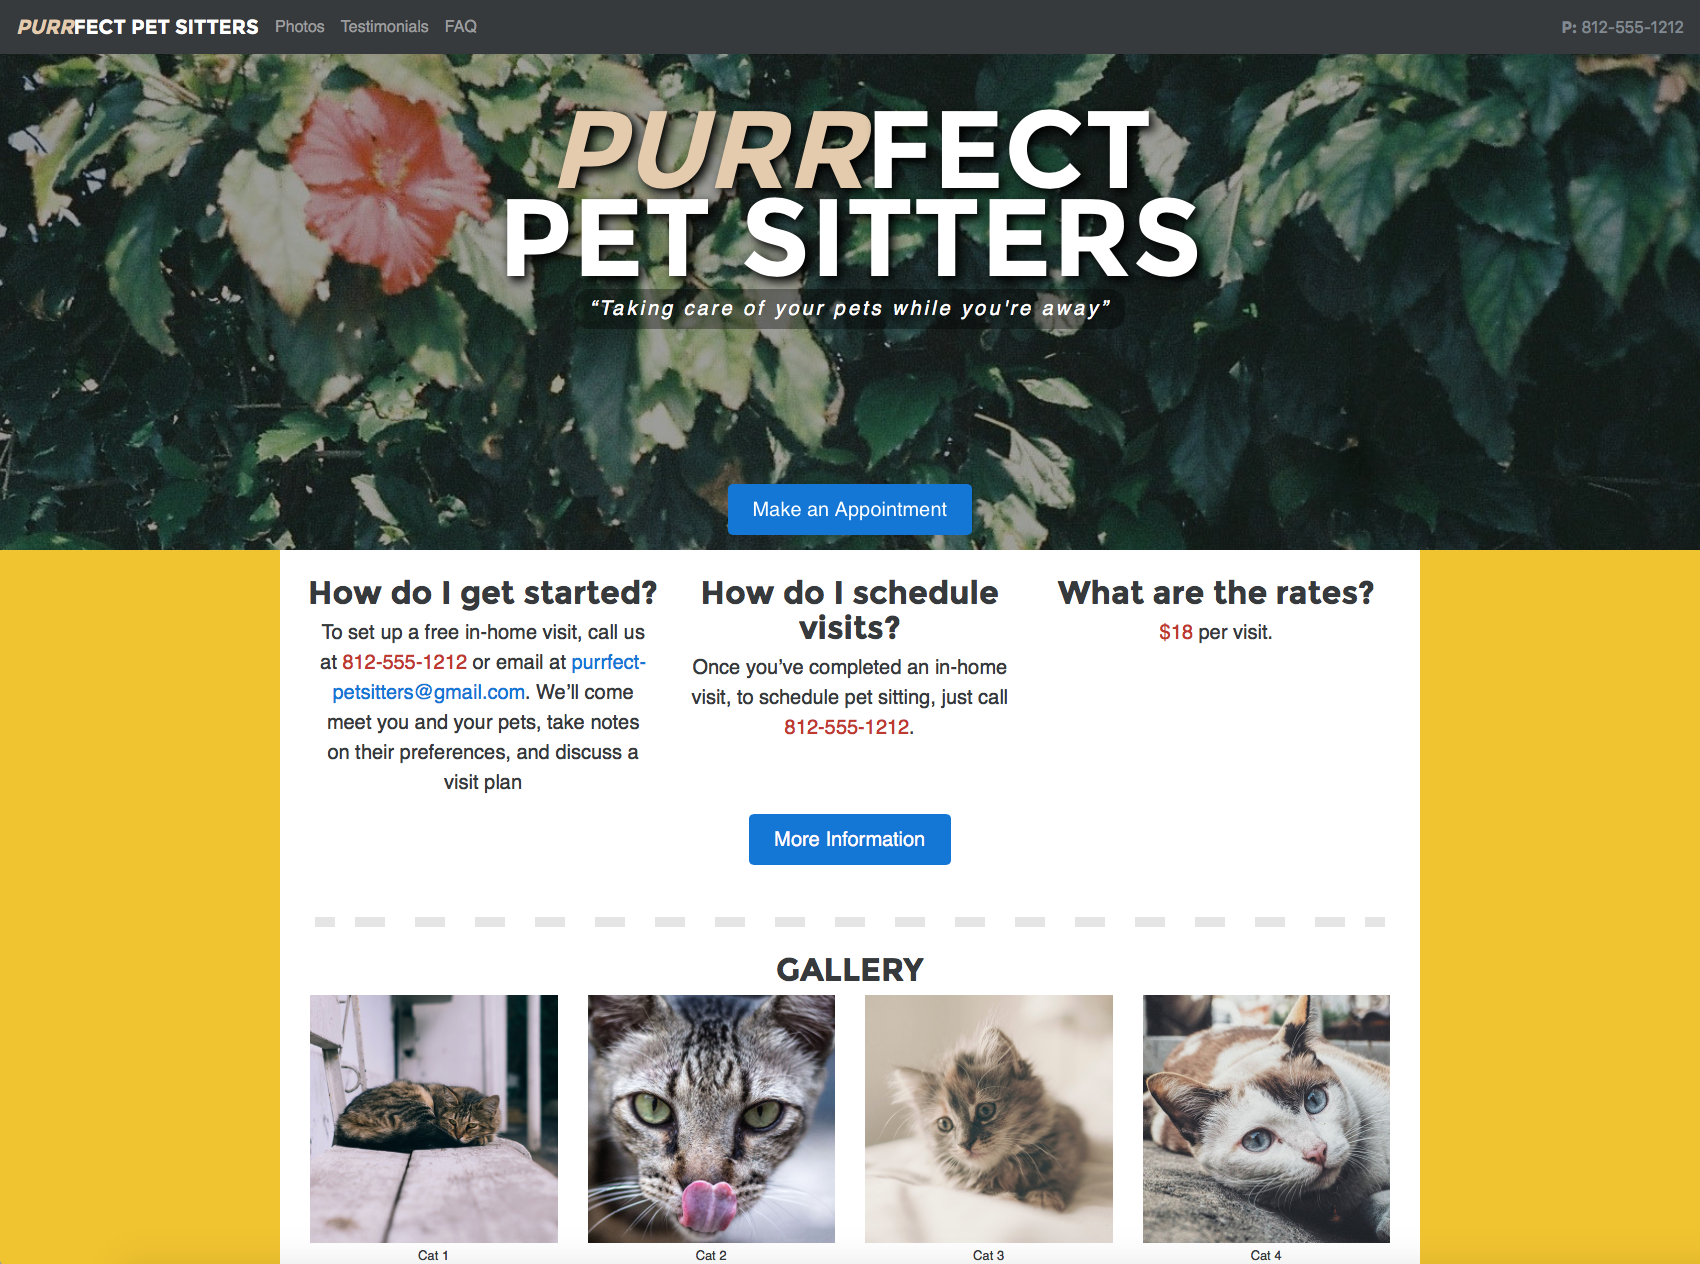 PURRFECT PET SITTERS Photos Testimonials FAQ P: 812-555-1212
PURRFECT
PET SITTERS
“Taking care of your pets while you're away”
Make an Appointment
How do I get started?
To set up a free in-home visit, call us
at 812-555-1212 or email at purrfect-
petsitters@gmail.com. We’ll come
meet you and your pets, take notes
on their preferences, and discuss a
visit plan
How do I schedule
visits?
Once you’ve completed an in-home
visit, to schedule pet sitting, just call
812-555-1212.
What are the rates?
$18 per visit.
More Information
GALLERY
Cat 1
Cat 2
Cat 3
Cat 4